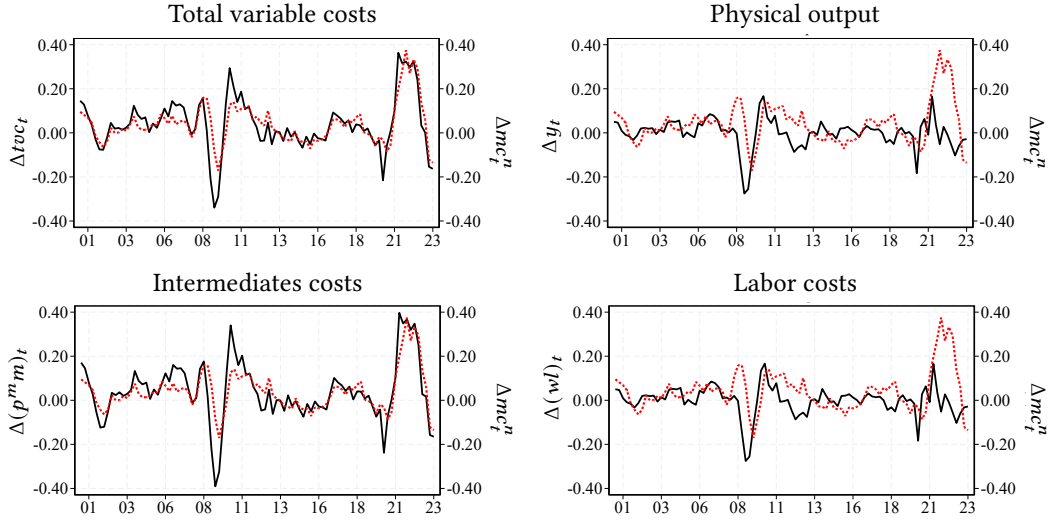 Total variable costs
0.40
0.20
0.00
-0.20
-0.40
Δtvc_t
0.40
0.20
0.00
-0.20
-0.40
Δmc_t^n
01 03 06 08 11 13 16 18 21 23
Physical output
0.40
0.20
0.00
-0.20
-0.40
Δy_t
0.40
0.20
0.00
-0.20
-0.40
Δmc_t^n
01 03 06 08 11 13 16 18 21 23
Intermediates costs
0.40
0.20
0.00
-0.20
-0.40
Δ(p^m m)_t
0.40
0.20
0.00
-0.20
-0.40
Δmc_t^n
01 03 06 08 11 13 16 18 21 23
Labor costs
0.40
0.20
0.00
-0.20
-0.40
Δ(wl)_t
0.40
0.20
0.00
-0.20
-0.40
Δmc_t^n
01 03 06 08 11 13 16 18 21 23